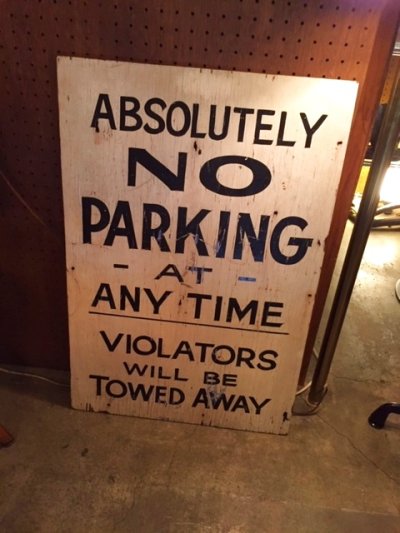 ABSOLUTELY
NO
PARKING
- AT -
ANY TIME
VIOLATORS
WILL BE
TOWED AWAY